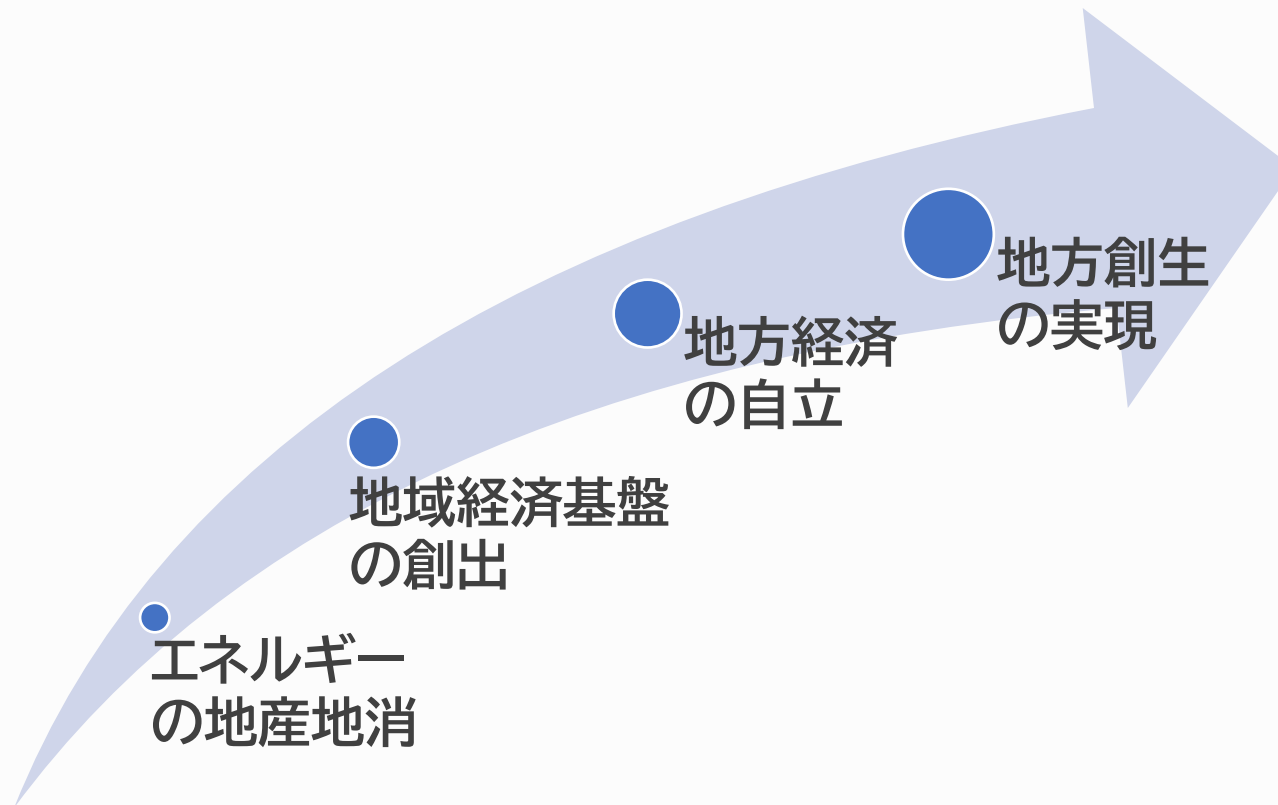 エネルギー
の地産地消
地域経済基盤
の創出
地方経済
の自立
地方創生
の実現